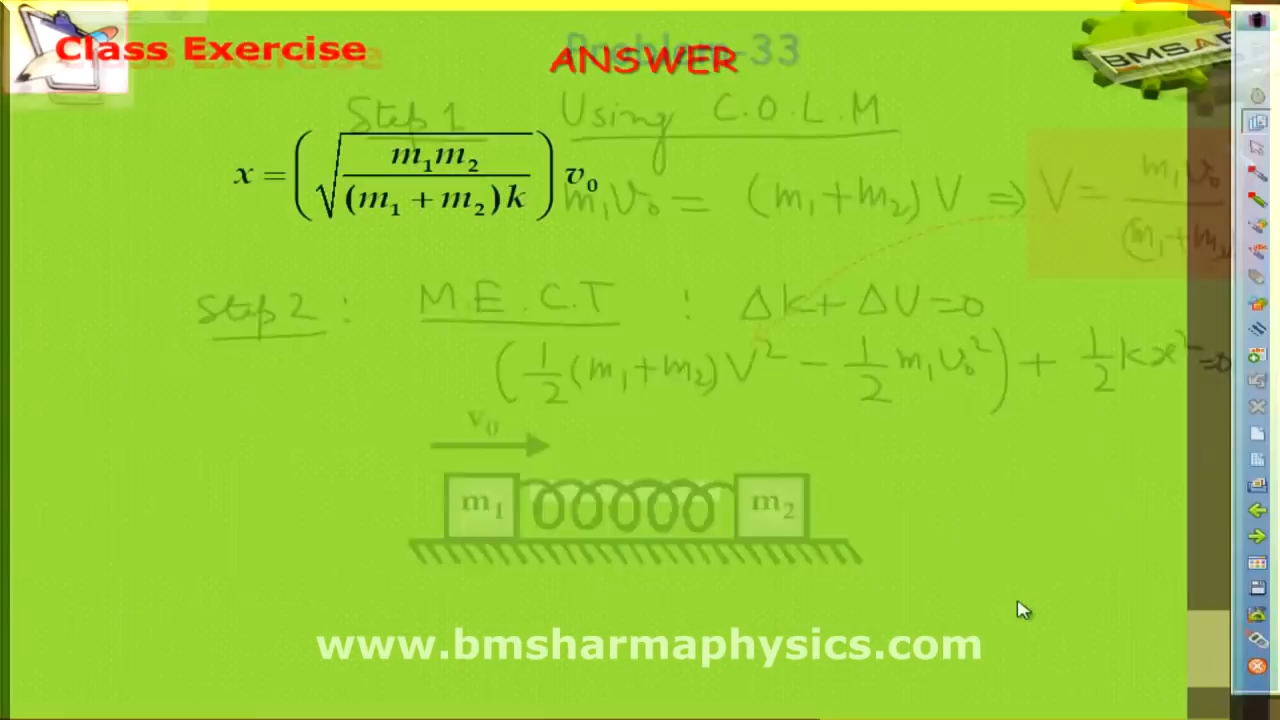 Class Exercise
ANSWER
Problem-33
BMSAF
Step 1 Using C.O.L.M
x = (√(m₁m₂/((m₁ + m₂)k))) v₀
m₁v₀ = (m₁+m₂) V ⇒ V = m₁v₀/(m₁+m₂
Step 2 : M.E.C.T : Δk + ΔV = 0
(½(m₁+m₂)V² − ½m₁v₀²) + ½kx² = 0
v₀
m₁ m₂
www.bmsharmaphysics.com